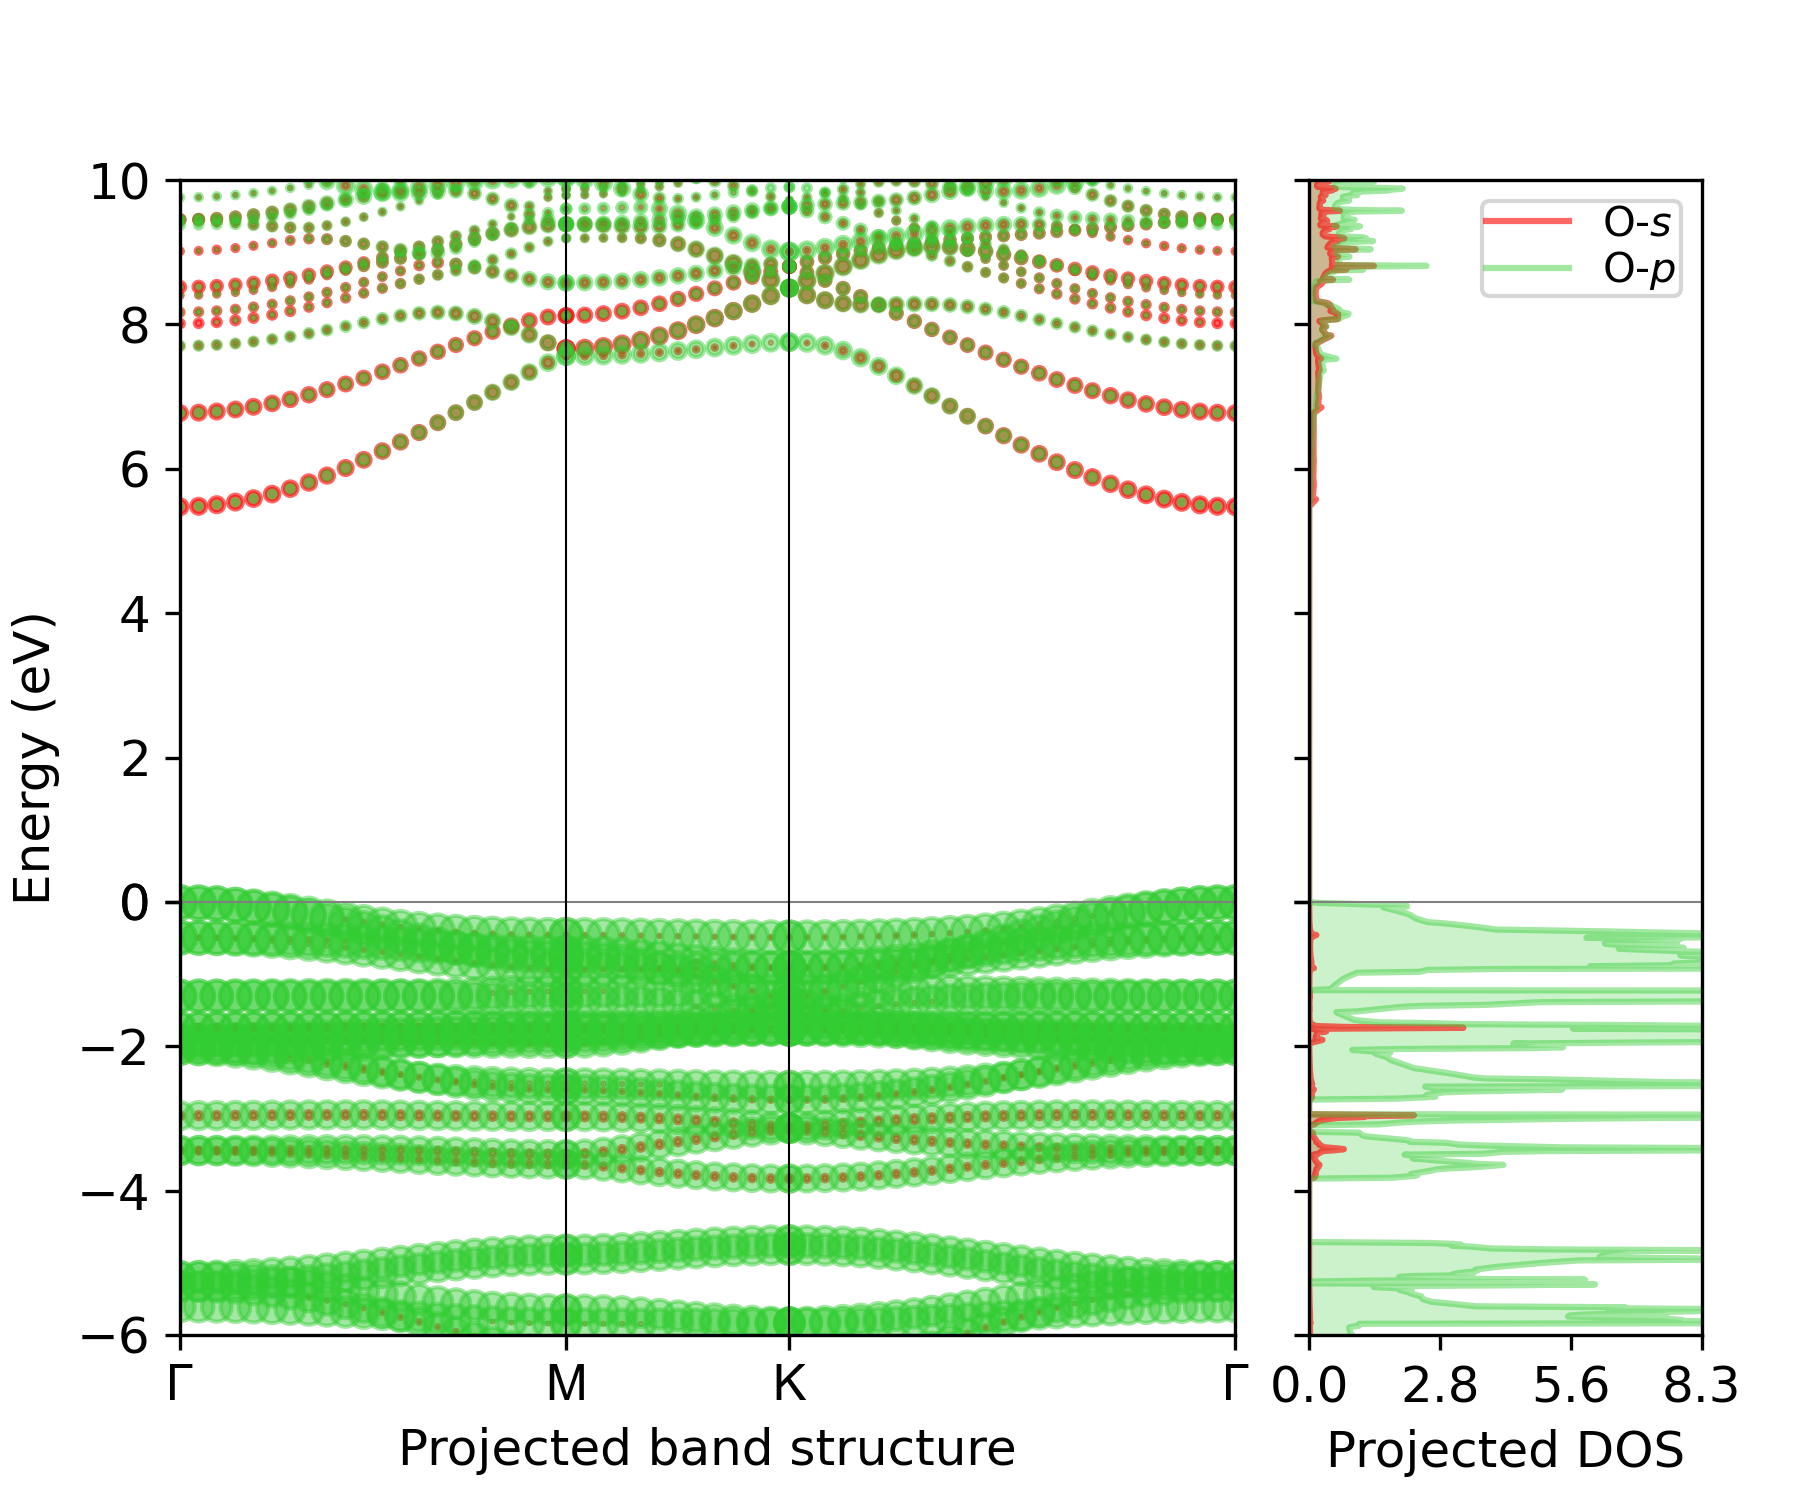 10
8
6
4
2
0
−2
−4
−6
Energy (eV)
Γ
M
K
Γ
Projected band structure
O-s
O-p
0.0
2.8
5.6
8.3
Projected DOS